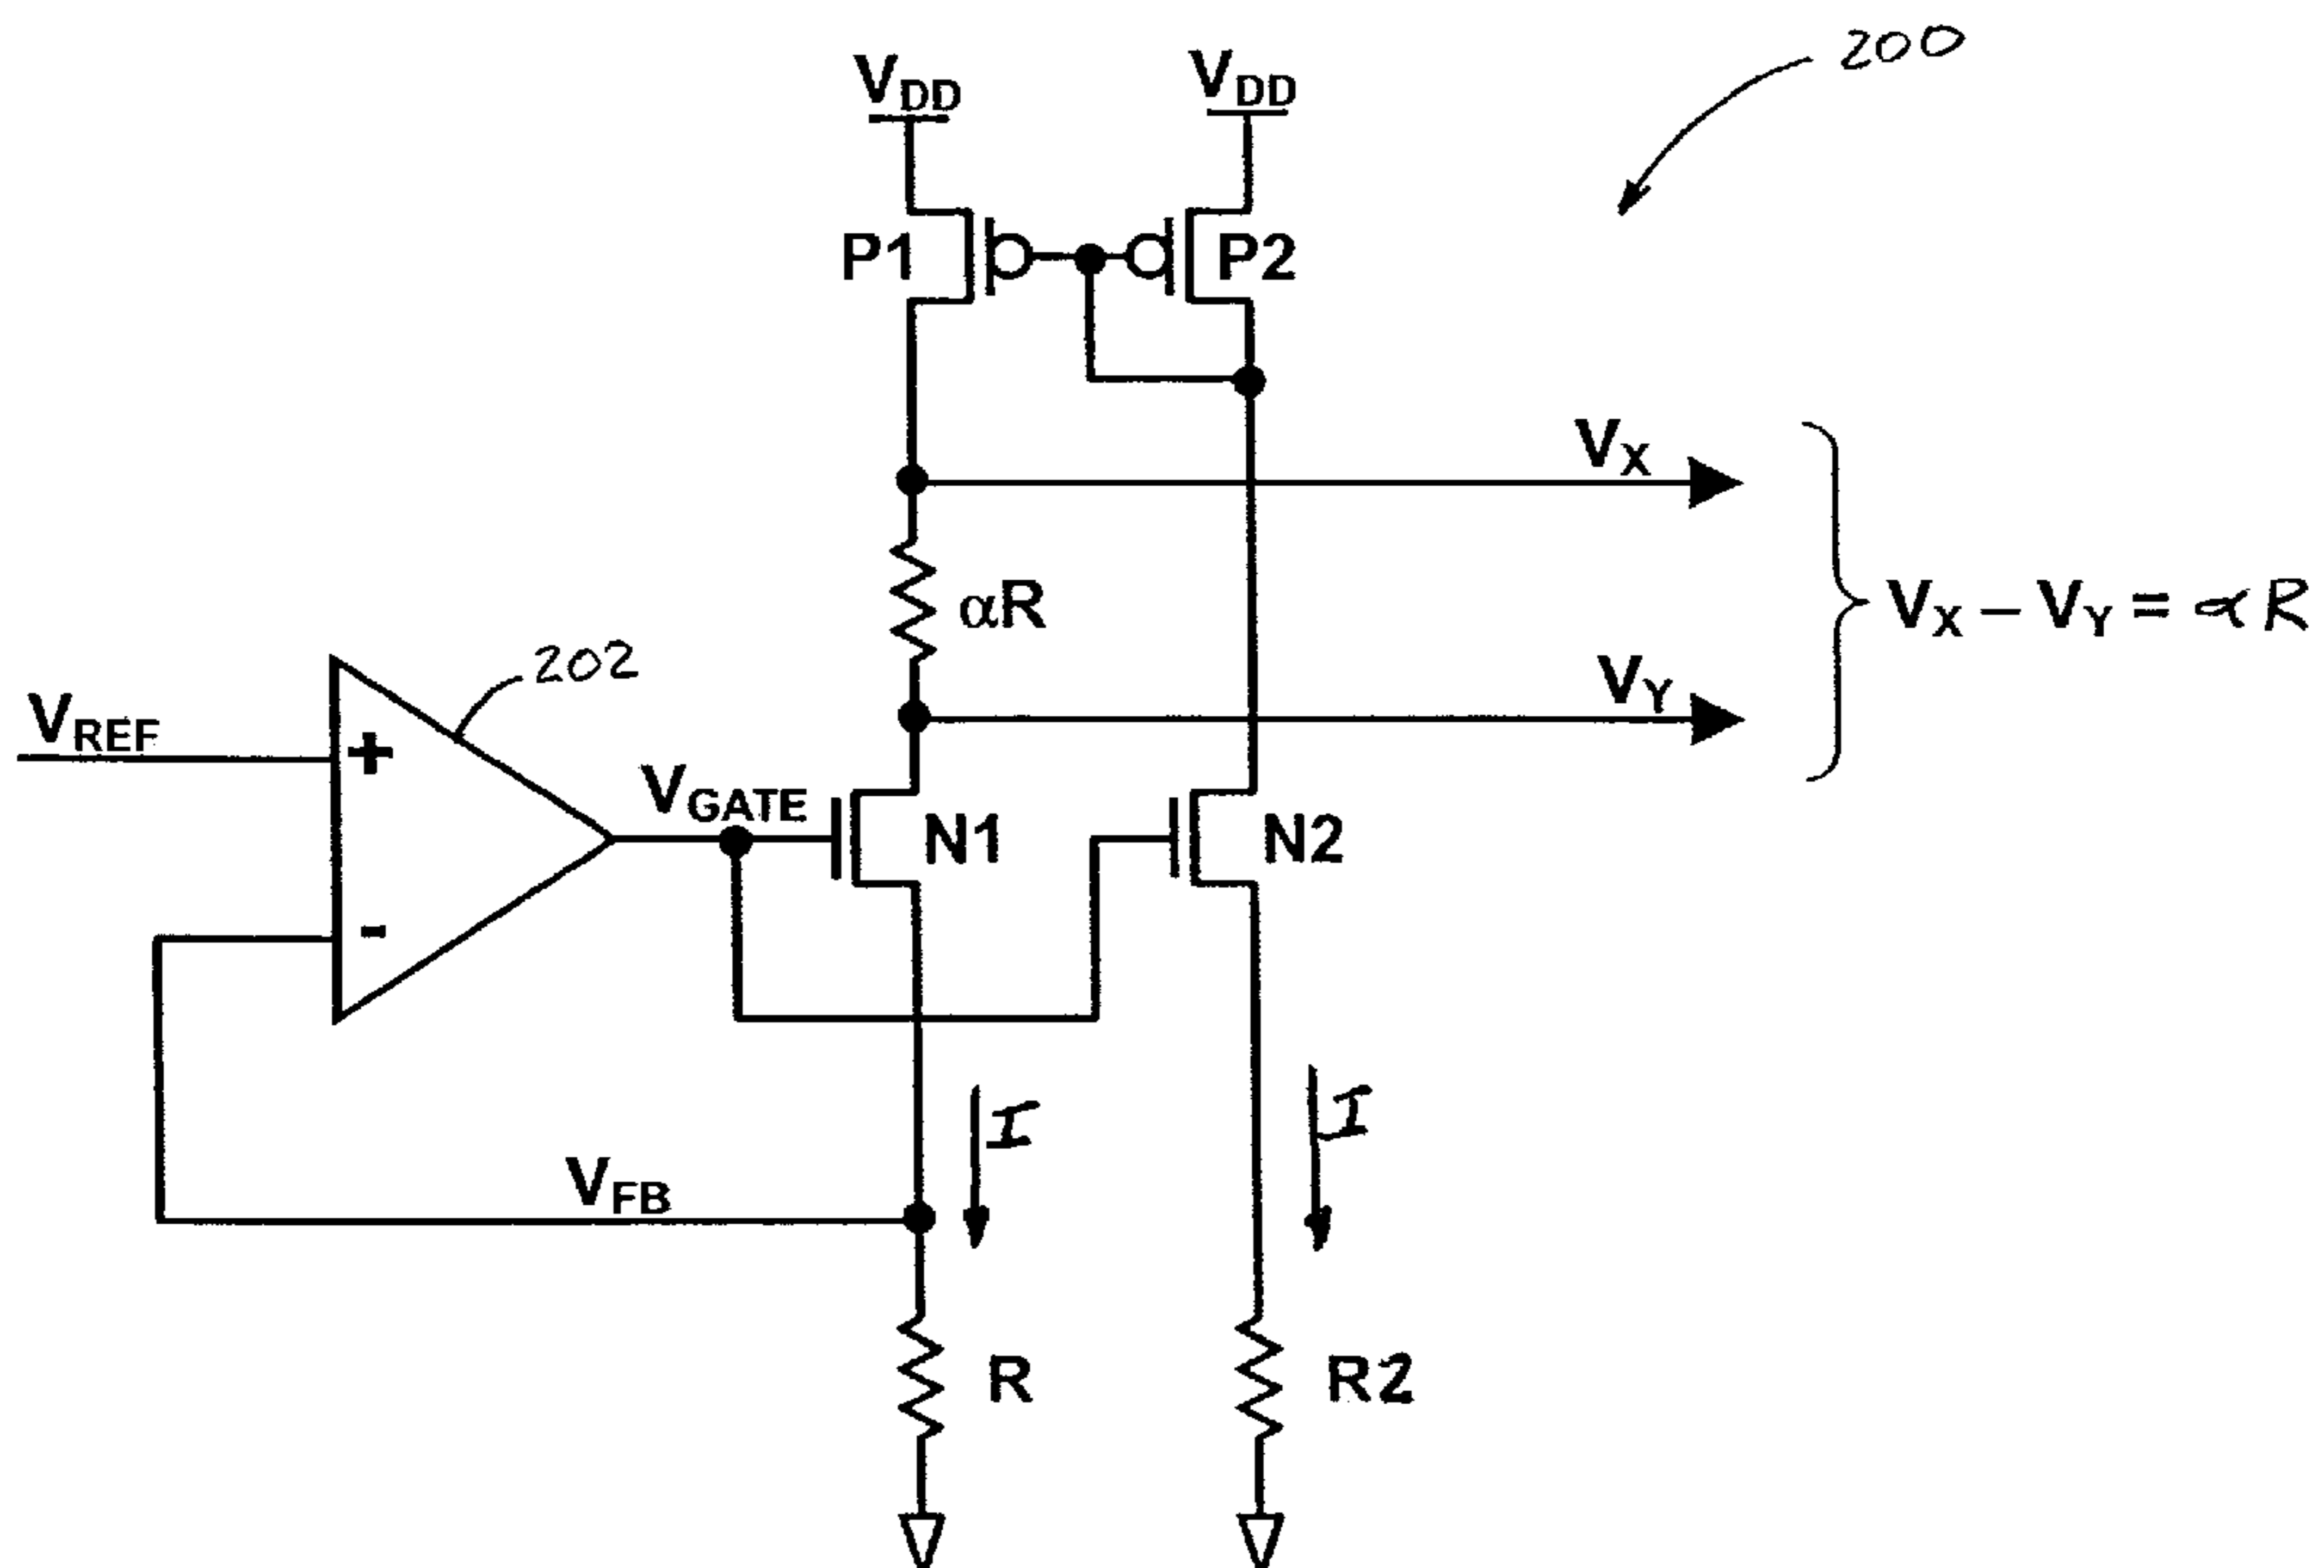 200
VDD
VDD
P1
P2
VX
αR
VX – VY = αR
VY
202
VREF
+
VGATE
N1
N2
-
I
I
VFB
R
R2